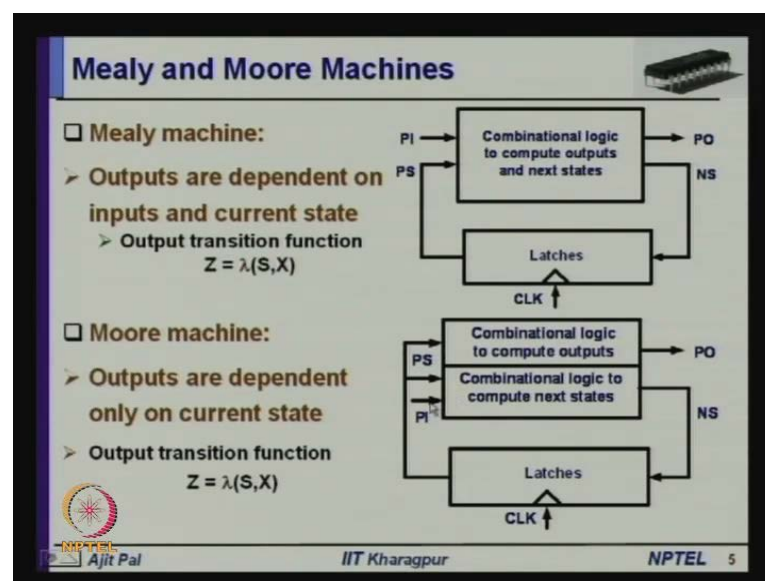 Mealy and Moore Machines
Mealy machine:
Outputs are dependent on
inputs and current state
Output transition function
Z = λ(S,X)
PI
PS
Combinational logic
to compute outputs
and next states
PO
NS
Latches
CLK
Moore machine:
Outputs are dependent
only on current state
Output transition function
Z = λ(S,X)
PS
PI
Combinational logic
to compute outputs
Combinational logic to
compute next states
PO
NS
Latches
CLK
NPTEL
Ajit Pal
IIT Kharagpur
NPTEL 5